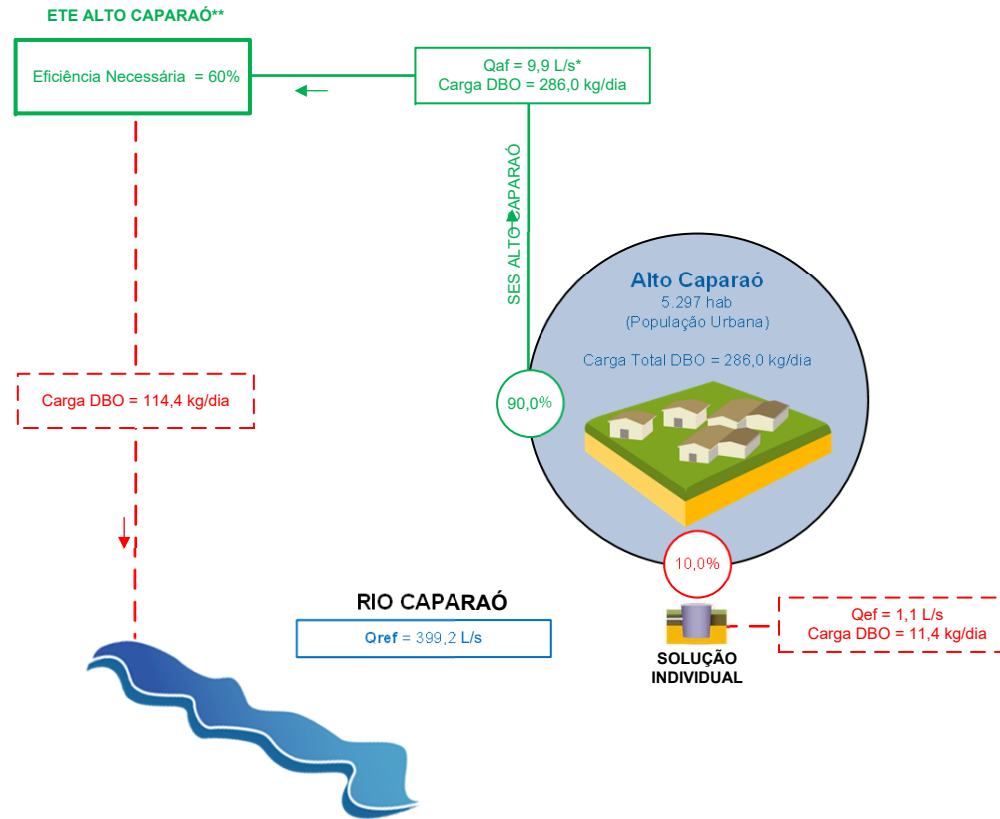 ETE ALTO CAPARAÓ**
Eficiência Necessária = 60%
Qaf = 9,9 L/s*
Carga DBO = 286,0 kg/dia
SES ALTO CAPARAÓ
Alto Caparaó
5.297 hab
(População Urbana)
Carga Total DBO = 286,0 kg/dia
90,0%
Carga DBO = 114,4 kg/dia
10,0%
RIO CAPARAÓ
Qref = 399,2 L/s
Qef = 1,1 L/s
Carga DBO = 11,4 kg/dia
SOLUÇÃO
INDIVIDUAL